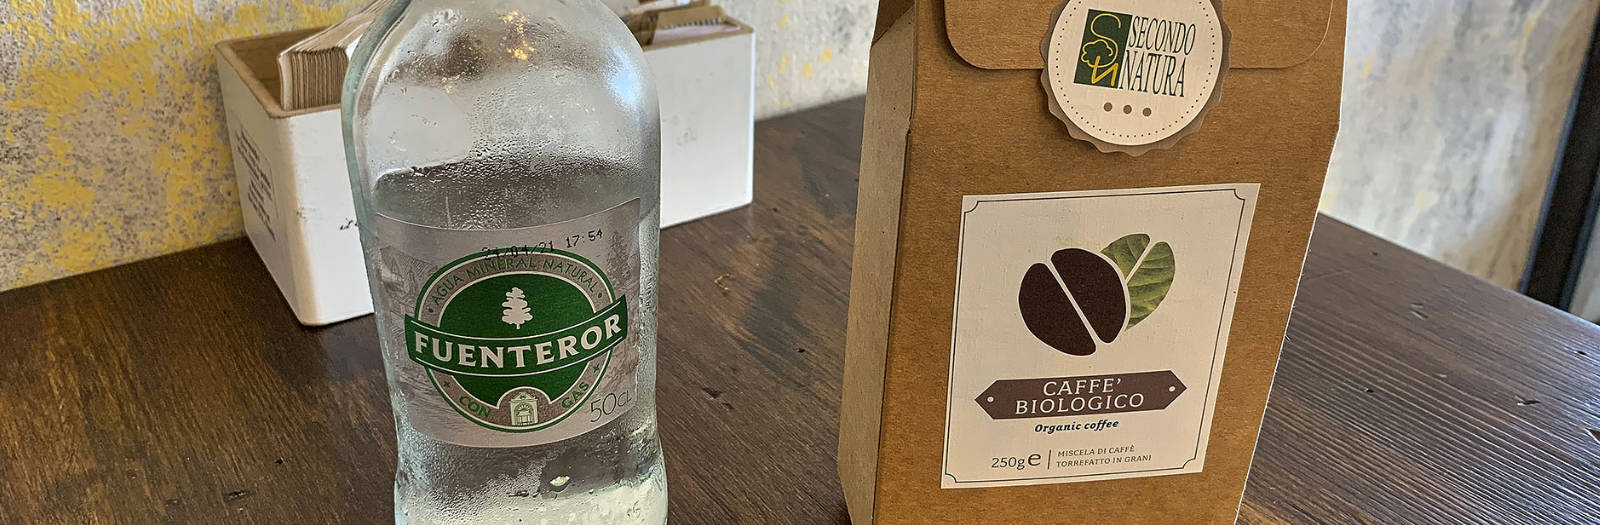 21/04/21 17:54
AGUA MINERAL NATURAL
FUENTEROR
CON GAS
50CL
SN
SECONDO
NATURA
CAFFE'
BIOLOGICO
Organic coffee
250g e
MISCELA DI CAFFÈ
TORREFATTO IN GRANI